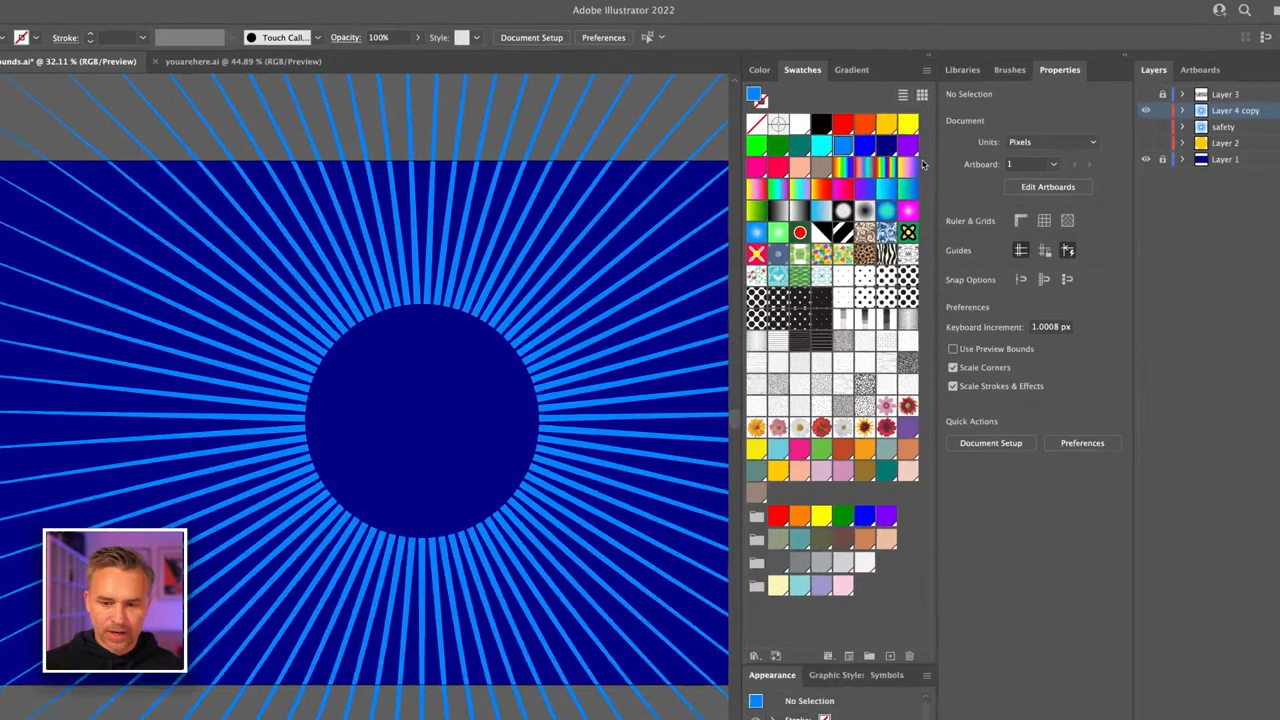 Adobe Illustrator 2022
Stroke:
Touch Call...
Opacity:
100%
Style:
Document Setup
Preferences
ounds.ai* @ 32.11 % (RGB/Preview)
× youarehere.ai @ 44.89 % (RGB/Preview)
Color
Swatches
Gradient
Libraries
Brushes
Properties
Layers
Artboards
No Selection
Document
Units:
Pixels
Artboard:
1
Edit Artboards
Ruler & Grids
Guides
Snap Options
Preferences
Keyboard Increment:
1.0008 px
Use Preview Bounds
Scale Corners
Scale Strokes & Effects
Quick Actions
Document Setup
Preferences
Layer 3
Layer 4 copy
safety
Layer 2
Layer 1
Appearance
Graphic Styles
Symbols
No Selection
Stroke: